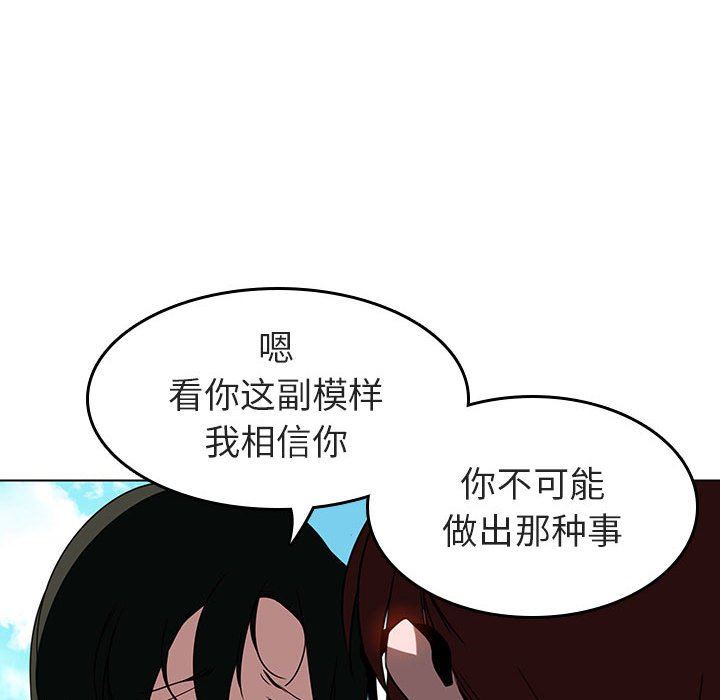 嗯
看你这副模样
我相信你
你不可能
做出那种事